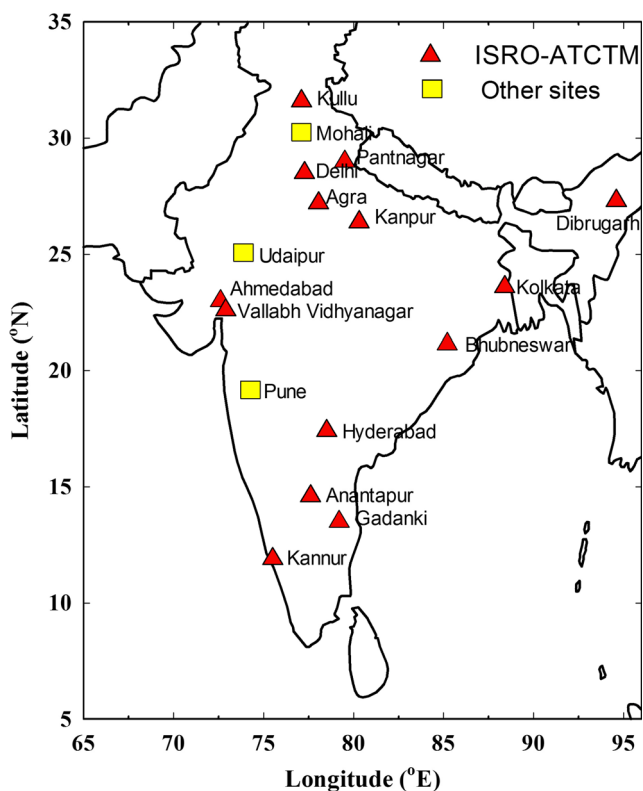 35
ISRO-ATCTM
Other sites
Kullu
30
Mohali
Pantnagar
Delhi
Agra
Kanpur
Dibrugarh
25
Udaipur
Ahmedabad
Kolkata
Vallabh Vidhyanagar
Bhubneswar
20
Pune
Hyderabad
15
Anantapur
Gadanki
Kannur
10
5
65 70 75 80 85 90 95
Longitude (°E)
Latitude (°N)